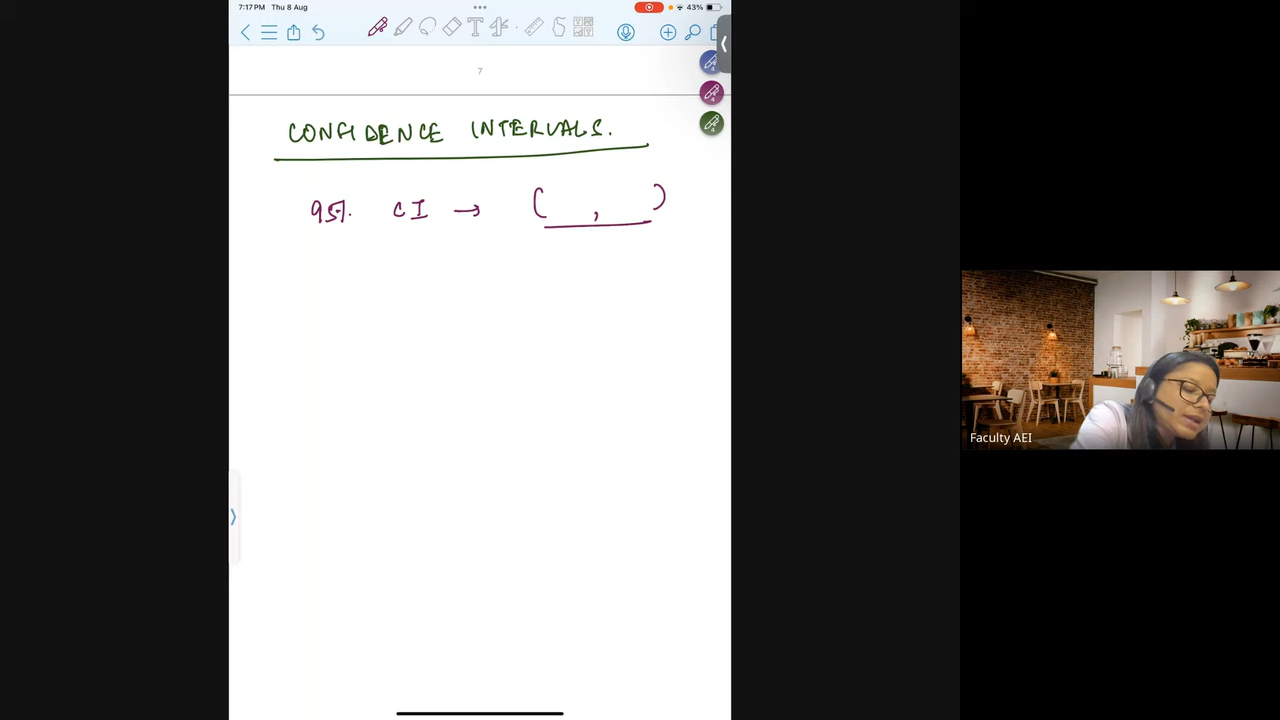 7:17 PM Thu 8 Aug
43%
7
CONFIDENCE INTERVALS.
95% CI → ( , )
Faculty AEI